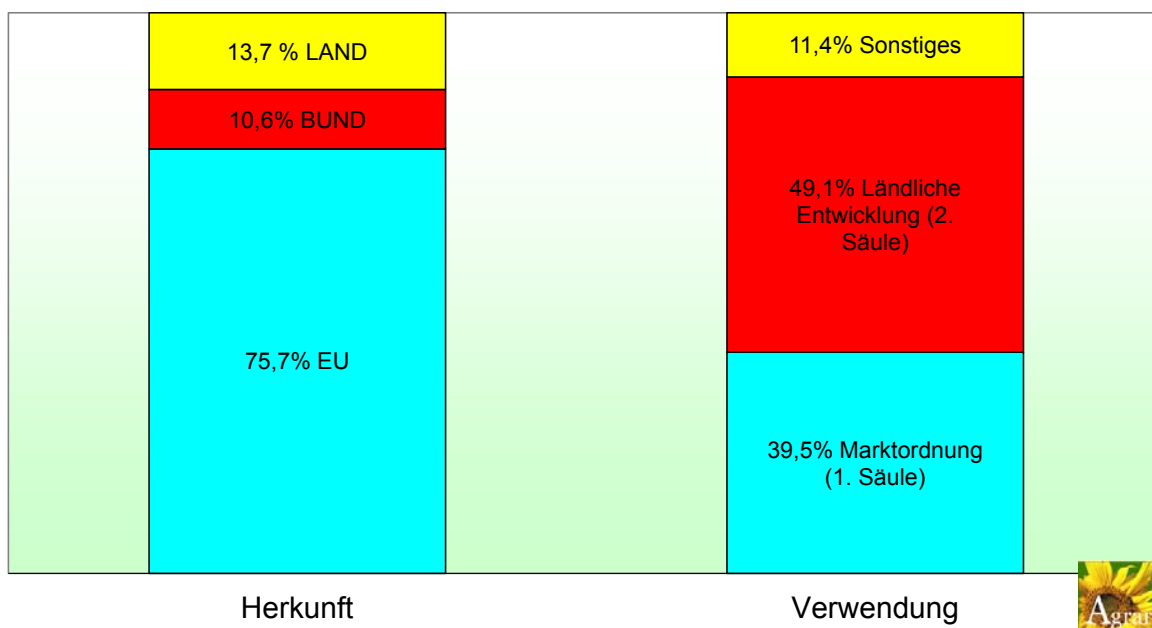 13,7 % LAND
10,6% BUND
75,7% EU
11,4% Sonstiges
49,1% Ländliche
Entwicklung (2.
Säule)
39,5% Marktordnung
(1. Säule)
Herkunft
Verwendung
Agrar